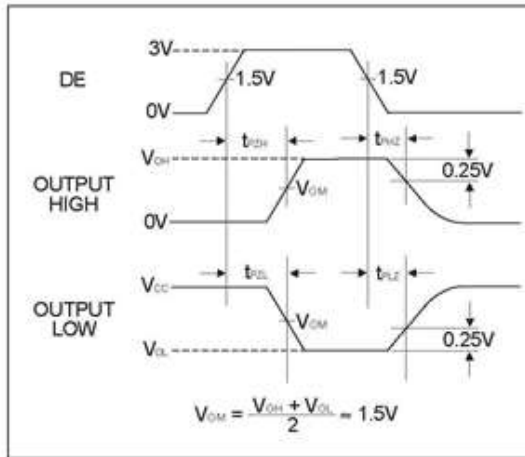 3V
DE
1.5V
1.5V
0V
tPZH
tPHZ
VOH
OUTPUT
HIGH
VOM
0.25V
0V
tPZL
tPLZ
VCC
OUTPUT
LOW
VOM
0.25V
VOL
VOM = VOH + VOL / 2 ≈ 1.5V